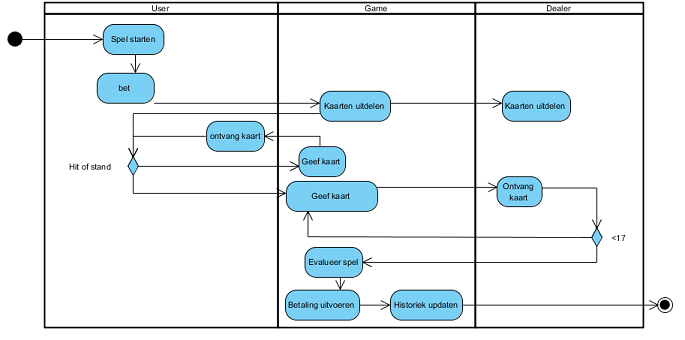 User
Game
Dealer
Spel starten
bet
Kaarten uitdelen
Kaarten uitdelen
ontvang kaart
Geef kaart
Hit of stand
Geef kaart
Ontvang
kaart
<17
Evalueer spel
Betaling uitvoeren
Historiek updaten